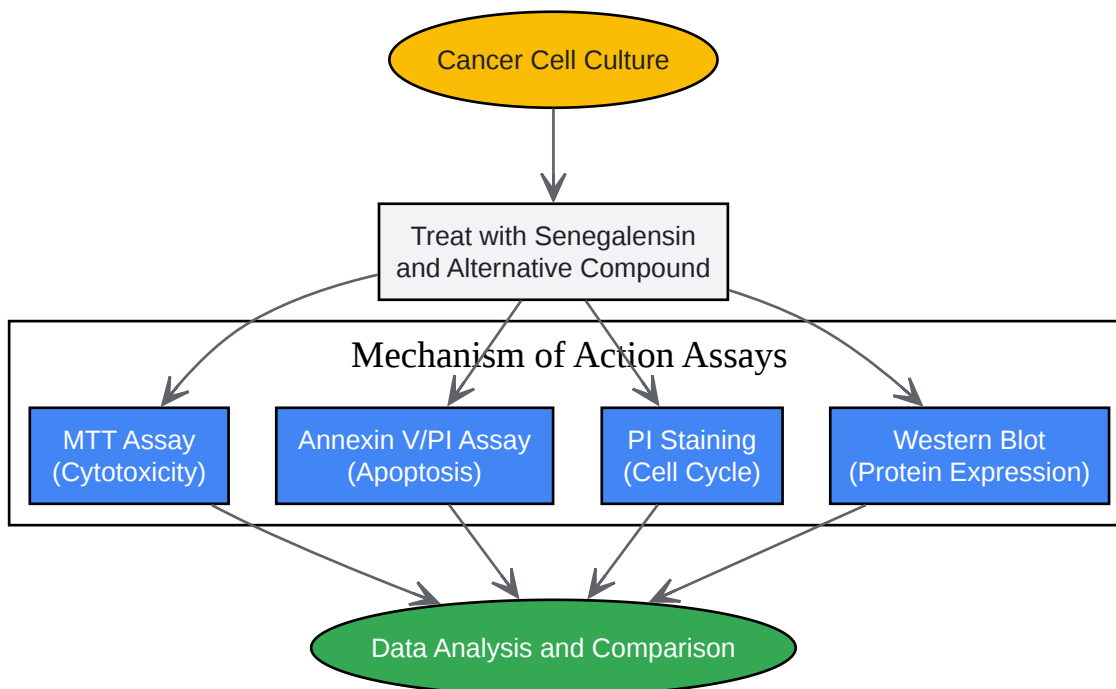 Cancer Cell Culture
Treat with Senegalensin
and Alternative Compound
Mechanism of Action Assays
MTT Assay
(Cytotoxicity)
Annexin V/PI Assay
(Apoptosis)
PI Staining
(Cell Cycle)
Western Blot
(Protein Expression)
Data Analysis and Comparison